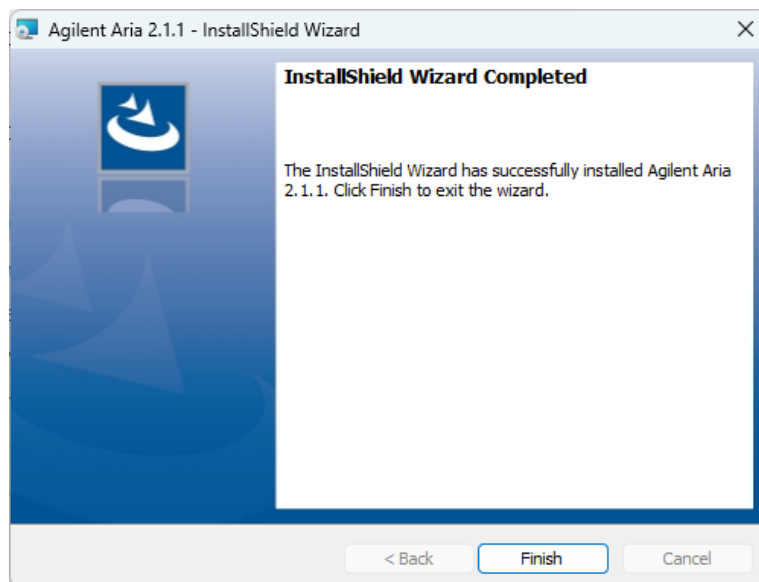 Agilent Aria 2.1.1 - InstallShield Wizard
InstallShield Wizard Completed
The InstallShield Wizard has successfully installed Agilent Aria
2.1.1. Click Finish to exit the wizard.
< Back
Finish
Cancel